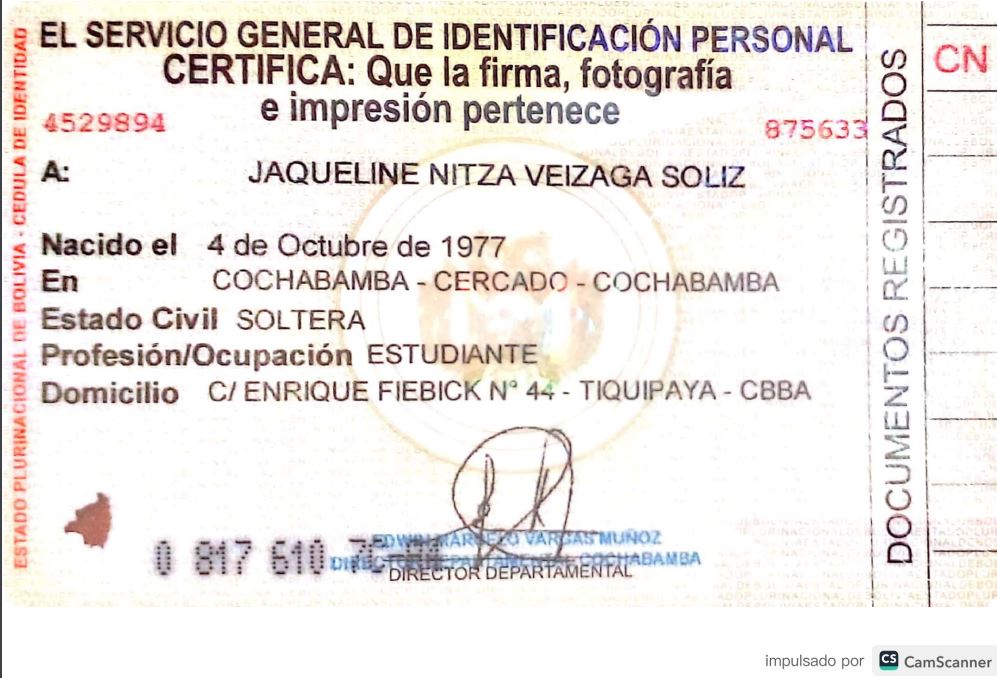 EL SERVICIO GENERAL DE IDENTIFICACIÓN PERSONAL
CERTIFICA: Que la firma, fotografía
e impresión pertenece
4529894
875633
A: JAQUELINE NITZA VEIZAGA SOLIZ
Nacido el 4 de Octubre de 1977
En COCHABAMBA - CERCADO - COCHABAMBA
Estado Civil SOLTERA
Profesión/Ocupación ESTUDIANTE
Domicilio C/ ENRIQUE FIEBICK N° 44 - TIQUIPAYA - CBBA
EDWIN MARCELO VARGAS MUÑOZ
0 817 610 DIRECTOR DEPARTAMENTAL COCHABAMBA
DIRECTOR DEPARTAMENTAL
ESTADO PLURINACIONAL DE BOLIVIA - CEDULA DE IDENTIDAD
DOCUMENTOS REGISTRADOS
CN
impulsado por CS CamScanner